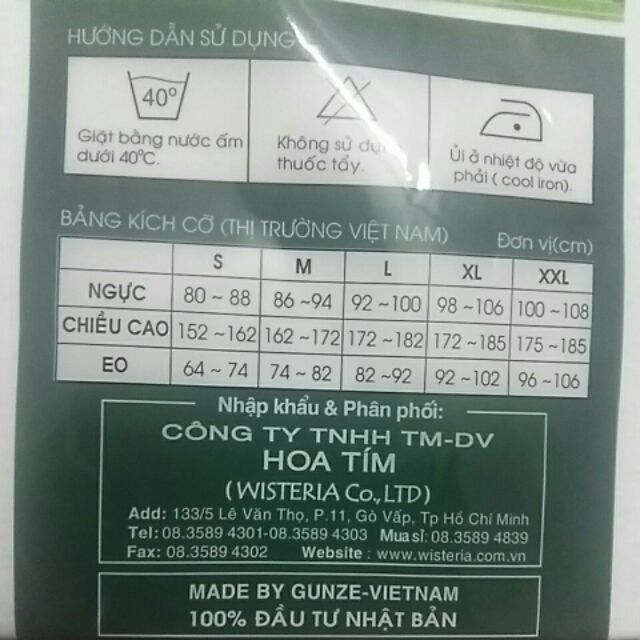 HƯỚNG DẪN SỬ DỤNG
40°
Giặt bằng nước ấm
dưới 40°C.
Không sử dụng
thuốc tẩy.
Ủi ở nhiệt độ vừa
phải ( cool iron).
BẢNG KÍCH CỠ (THỊ TRƯỜNG VIỆT NAM) Đơn vị(cm)
S M L XL XXL
NGỰC 80 ~ 88 86 ~94 92 ~100 98 ~106 100 ~108
CHIỀU CAO 152 ~162 162 ~172 172 ~182 172 ~185 175 ~185
EO 64 ~ 74 74 ~ 82 82 ~92 92 ~102 96 ~106
Nhập khẩu & Phân phối:
CÔNG TY TNHH TM-DV
HOA TÍM
( WISTERIA Co.,LTD )
Add: 133/5 Lê Văn Thọ, P.11, Gò Vấp, Tp Hồ Chí Minh
Tel: 08.3589 4301-08.3589 4303 Mua sỉ: 08.3589 4839
Fax: 08.3589 4302 Website : www.wisteria.com.vn
MADE BY GUNZE-VIETNAM
100% ĐẦU TƯ NHẬT BẢN